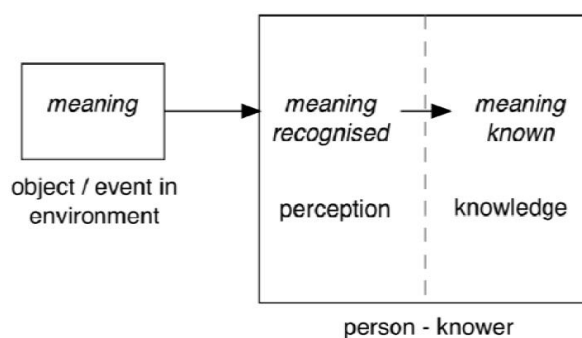 meaning
object / event in
environment
meaning
recognised
meaning
known
perception
knowledge
person - knower